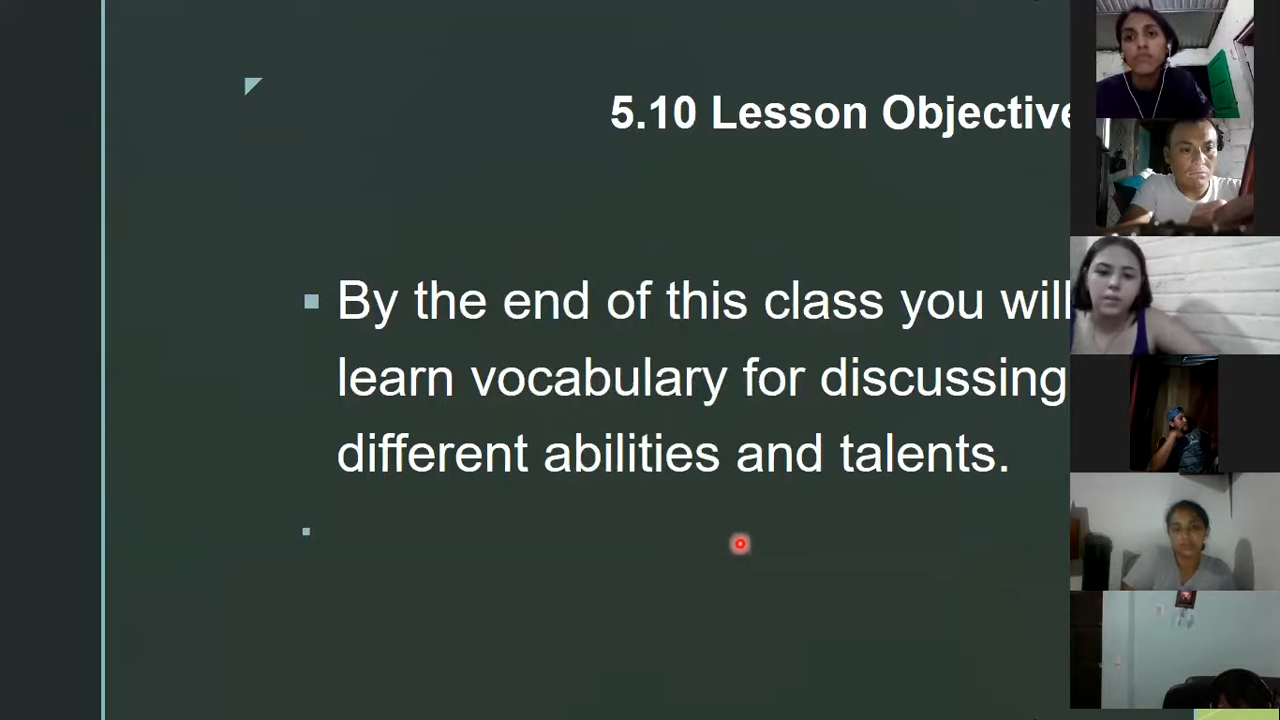 5.10 Lesson Objective
By the end of this class you will
learn vocabulary for discussing
different abilities and talents.